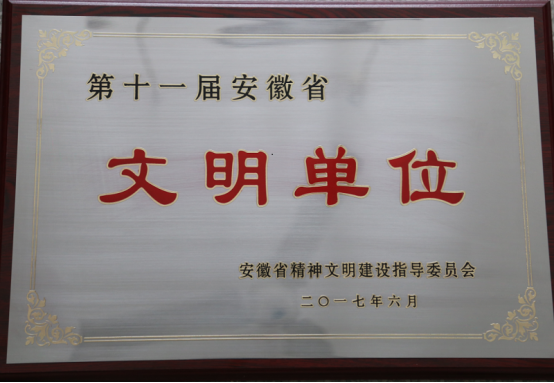 第十一届安徽省
文明单位
安徽省精神文明建设指导委员会
二〇一七年六月